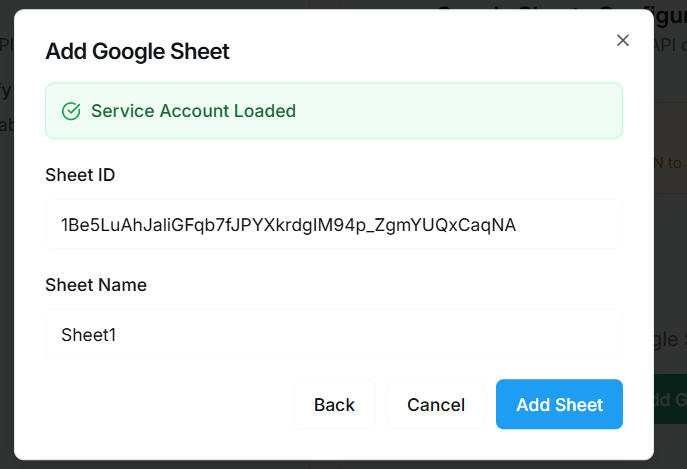 Add Google Sheet
Service Account Loaded
Sheet ID
1Be5LuAhJaliGFqb7fJPYXkrdgIM94p_ZgmYUQxCaqNA
Sheet Name
Sheet1
Back
Cancel
Add Sheet